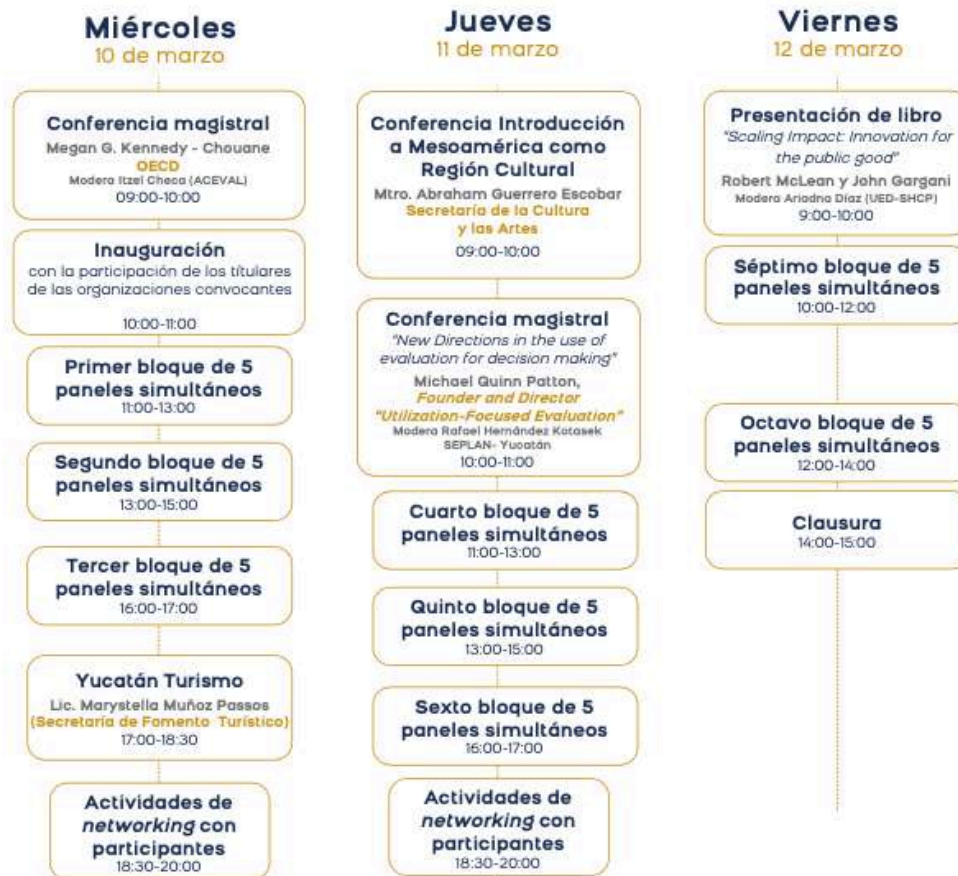 Miércoles
10 de marzo
Conferencia magistral
Megan G. Kennedy - Chouane
OECD
Modera Itzel Checa (ACEVAL)
09:00-10:00
Inauguración
con la participación de los títulares
de las organizaciones convocantes
10:00-11:00
Primer bloque de 5
paneles simultáneos
11:00-13:00
Segundo bloque de 5
paneles simultáneos
13:00-15:00
Tercer bloque de 5
paneles simultáneos
16:00-17:00
Yucatán Turismo
Lic. Marystella Muñoz Passos
(Secretaría de Fomento Turístico)
17:00-18:30
Actividades de
networking con
participantes
18:30-20:00
Jueves
11 de marzo
Conferencia Introducción
a Mesoamérica como
Región Cultural
Mtro. Abraham Guerrero Escobar
Secretaría de la Cultura
y las Artes
09:00-10:00
Conferencia magistral
"New Directions in the use of
evaluation for decision making"
Michael Quinn Patton,
Founder and Director
"Utilization-Focused Evaluation"
Modera Rafael Hernández Kotasek
SEPLAN- Yucatán
10:00-11:00
Cuarto bloque de 5
paneles simultáneos
11:00-13:00
Quinto bloque de 5
paneles simultáneos
13:00-15:00
Sexto bloque de 5
paneles simultáneos
16:00-17:00
Actividades de
networking con
participantes
18:30-20:00
Viernes
12 de marzo
Presentación de libro
"Scaling Impact: Innovation for
the public good"
Robert McLean y John Gargani
Modera Ariadna Díaz (UED-SHCP)
9:00-10:00
Séptimo bloque de 5
paneles simultáneos
10:00-12:00
Octavo bloque de 5
paneles simultáneos
12:00-14:00
Clausura
14:00-15:00